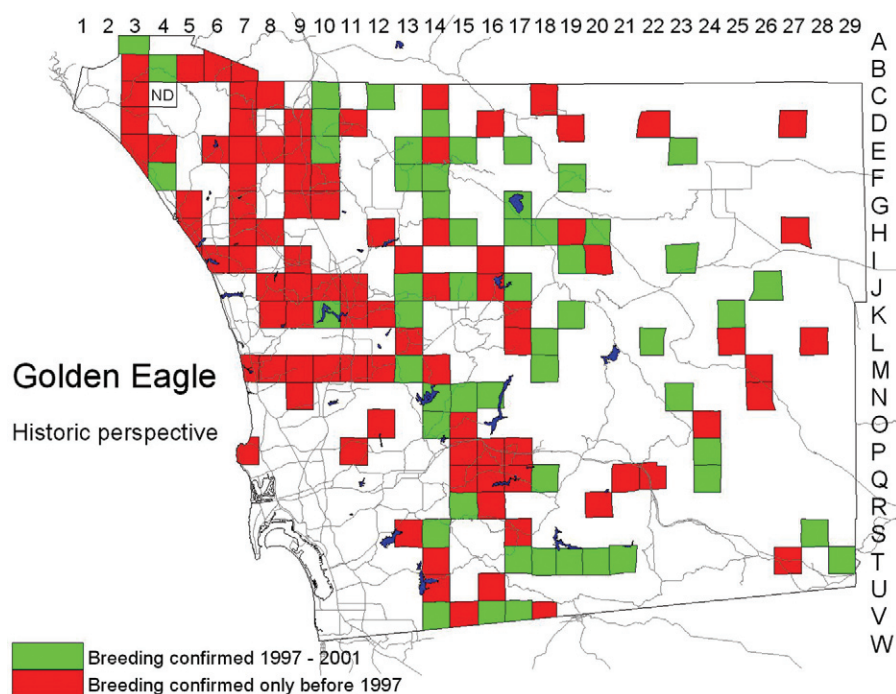 1 2 3 4 5 6 7 8 9 10 11 12 13 14 15 16 17 18 19 20 21 22 23 24 25 26 27 28 29
A
B
C
ND
D
E
F
G
H
I
J
K
L
M
Golden Eagle
N
Historic perspective
O
P
Q
R
S
T
U
V
W
Breeding confirmed 1997 - 2001
Breeding confirmed only before 1997